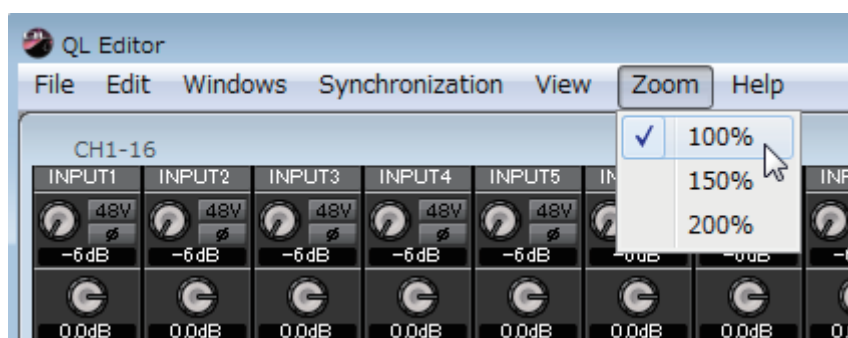 QL Editor
File Edit Windows Synchronization View Zoom Help
✓ 100%
150%
200%
CH1-16
INPUT1 INPUT2 INPUT3 INPUT4 INPUT5
48V 48V 48V 48V 48V
ø ø ø ø ø
-6dB -6dB -6dB -6dB -6dB
0.0dB 0.0dB 0.0dB 0.0dB 0.0dB 0.0dB 0.0dB